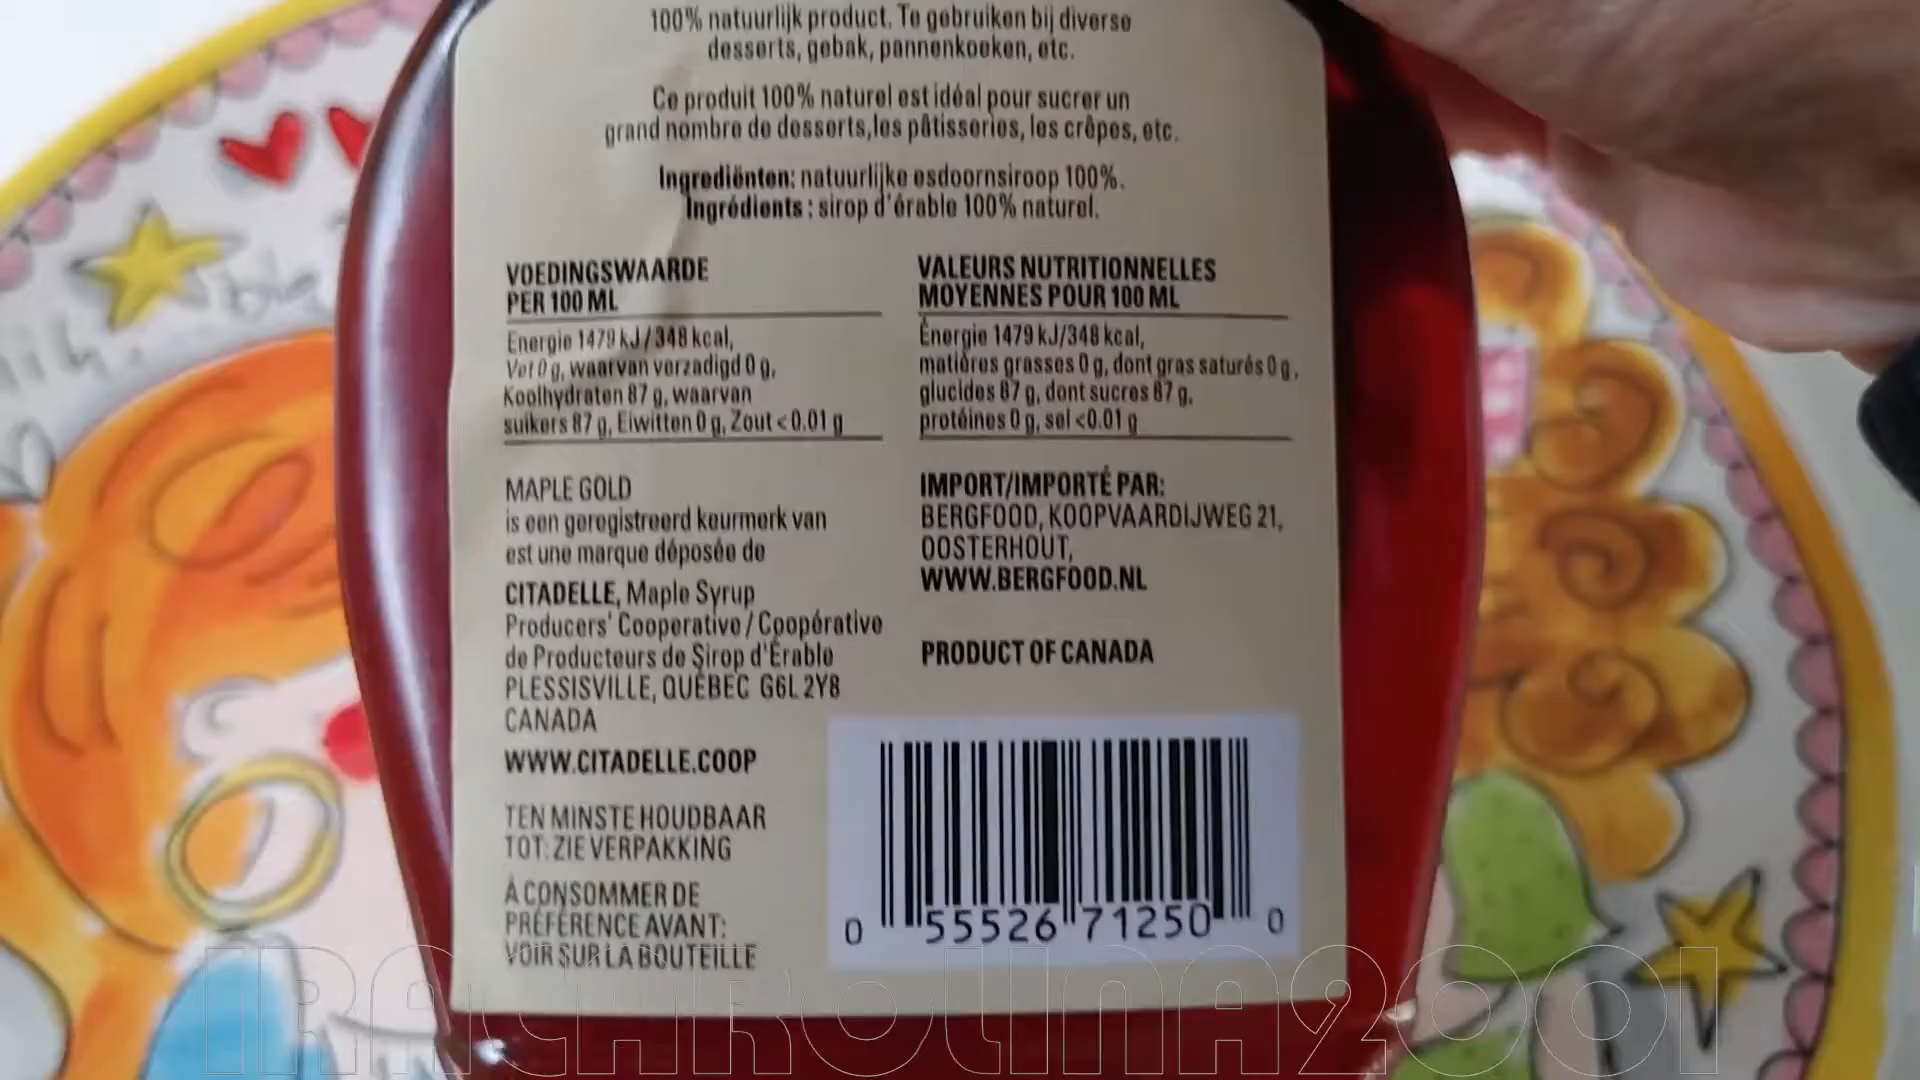 100% natuurlijk product. Te gebruiken bij diverse
desserts, gebak, pannenkoeken, etc.
Ce produit 100% naturel est idéal pour sucrer un
grand nombre de desserts,les pâtisseries, les crêpes, etc.
Ingrediënten: natuurlijke esdoornsiroop 100%.
Ingrédients : sirop d'érable 100% naturel.
VOEDINGSWAARDE
PER 100 ML
Energie 1479 kJ/348 kcal,
Vet 0 g, waarvan verzadigd 0 g,
Koolhydraten 87 g, waarvan
suikers 87 g, Eiwitten 0 g, Zout <0.01 g
VALEURS NUTRITIONNELLES
MOYENNES POUR 100 ML
Énergie 1479 kJ/348 kcal,
matières grasses 0 g, dont gras saturés 0 g,
glucides 87 g, dont sucres 87 g,
protéines 0 g, sel <0.01 g
MAPLE GOLD
is een geregistreerd keurmerk van
est une marque déposée de
CITADELLE, Maple Syrup
Producers' Cooperative/Coopérative
de Producteurs de Sirop d'Érable
PLESSISVILLE, QUÉBEC G6L 2Y8
CANADA
WWW.CITADELLE.COOP
TEN MINSTE HOUDBAAR
TOT: ZIE VERPAKKING
À CONSOMMER DE
PRÉFÉRENCE AVANT:
VOIR SUR LA BOUTEILLE
IMPORT/IMPORTÉ PAR:
BERGFOOD, KOOPVAARDIJWEG 21,
OOSTERHOUT,
WWW.BERGFOOD.NL
PRODUCT OF CANADA
0 55526 71250 0